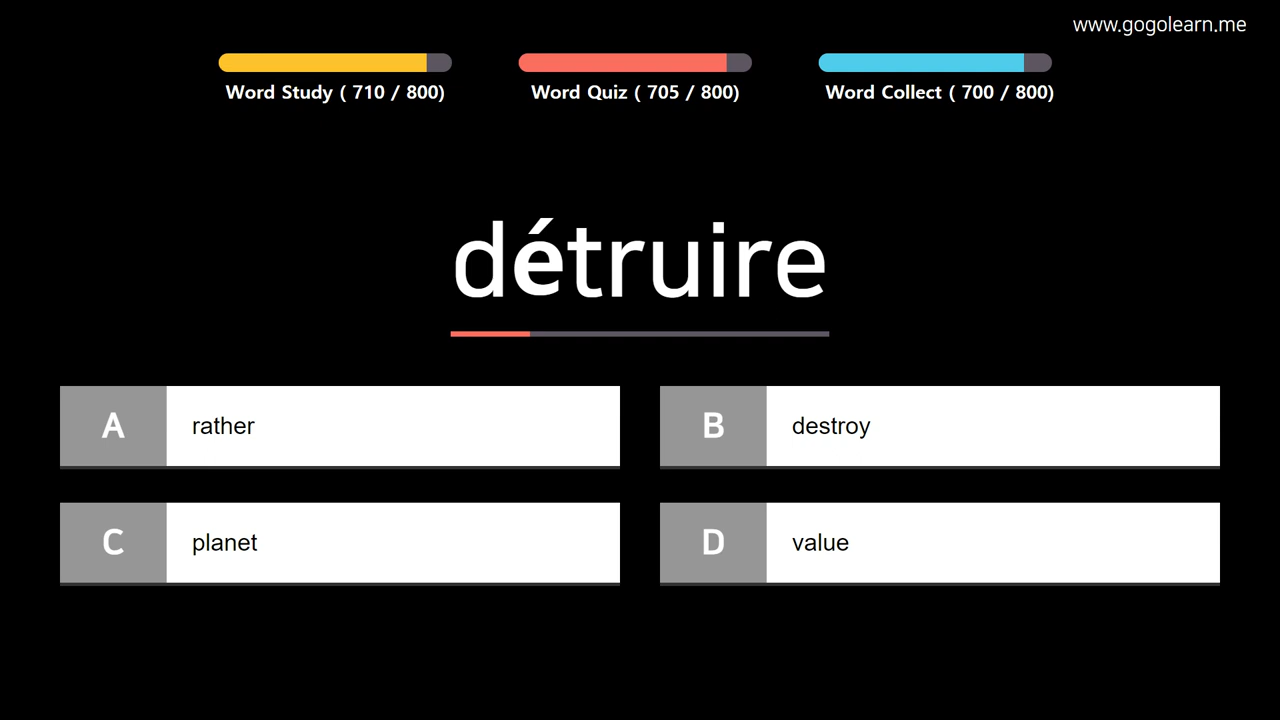 www.gogolearn.me
Word Study ( 710 / 800)
Word Quiz ( 705 / 800)
Word Collect ( 700 / 800)
détruire
A rather
B destroy
C planet
D value